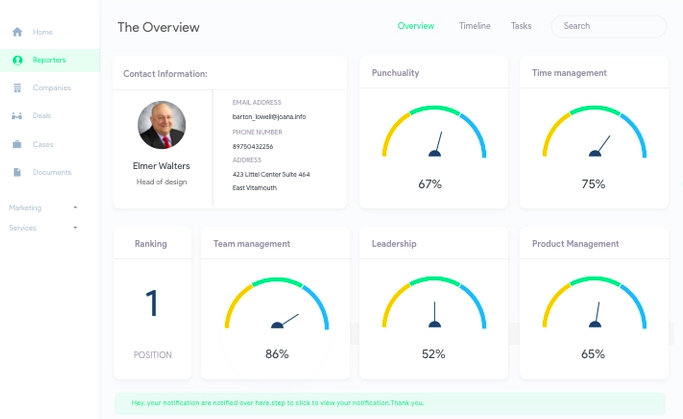 The Overview
Overview
Timeline
Tasks
Search
Home
Reporters
Companies
Deals
Cases
Documents
Marketing
Services
Contact Information:
Elmer Walters
Head of design
EMAIL ADDRESS
barton_lowell@joana.info
PHONE NUMBER
89750432256
ADDRESS
423 Littel Center Suite 464
East Vitamouth
Punchuality
67%
Time management
75%
Ranking
1
POSITION
Team management
86%
Leadership
52%
Product Management
65%
Hey, your notification are notified over here.step to click to view your notification.Thank you.